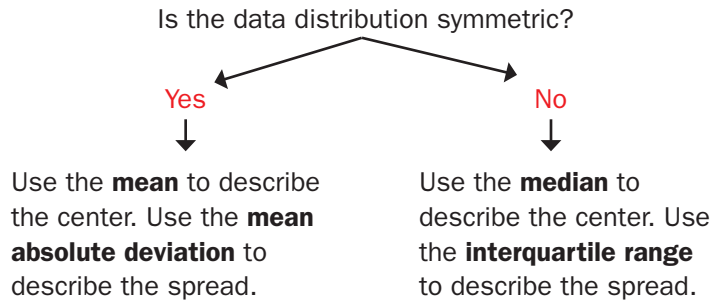 Is the data distribution symmetric?
Yes
No
Use the mean to describe
the center. Use the mean
absolute deviation to
describe the spread.
Use the median to
describe the center. Use
the interquartile range
to describe the spread.